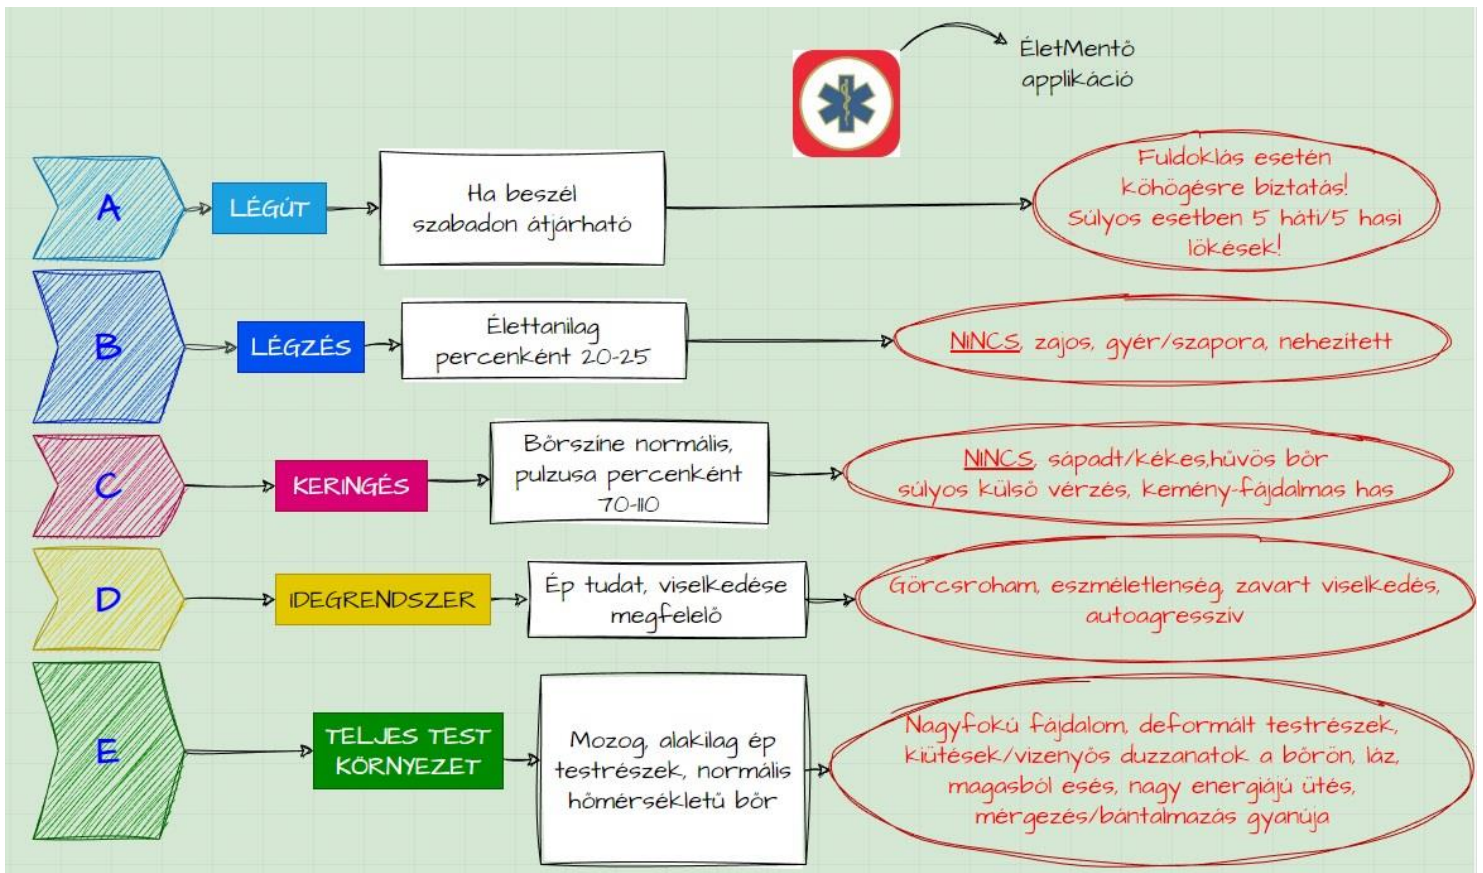 ÉletMentő
applikáció
A
LÉGÚT
Ha beszél
szabadon átjárható
Fuldoklás esetén
köhögésre biztatás!
Súlyos esetben 5 háti/5 hasi
lökések!
B
LÉGZÉS
Élettanilag
percenként 20-25
NINCS, zajos, gyér/szapora, nehezített
C
KERINGÉS
Bőrszíne normális,
pulzusa percenként
70-110
NINCS, sápadt/kékes,hűvös bőr
súlyos külső vérzés, kemény-fájdalmas has
D
IDEGRENDSZER
Ép tudat, viselkedése
megfelelő
Görcsroham, eszméletlenség, zavart viselkedés,
autoagresszív
E
TELJES TEST
KÖRNYEZET
Mozog, alakilag ép
testrészek, normális
hőmérsékletű bőr
Nagyfokú fájdalom, deformált testrészek,
kiütések/vizenyős duzzanatok a bőrön, láz,
magasból esés, nagy energiájú ütés,
mérgezés/bántalmazás gyanúja